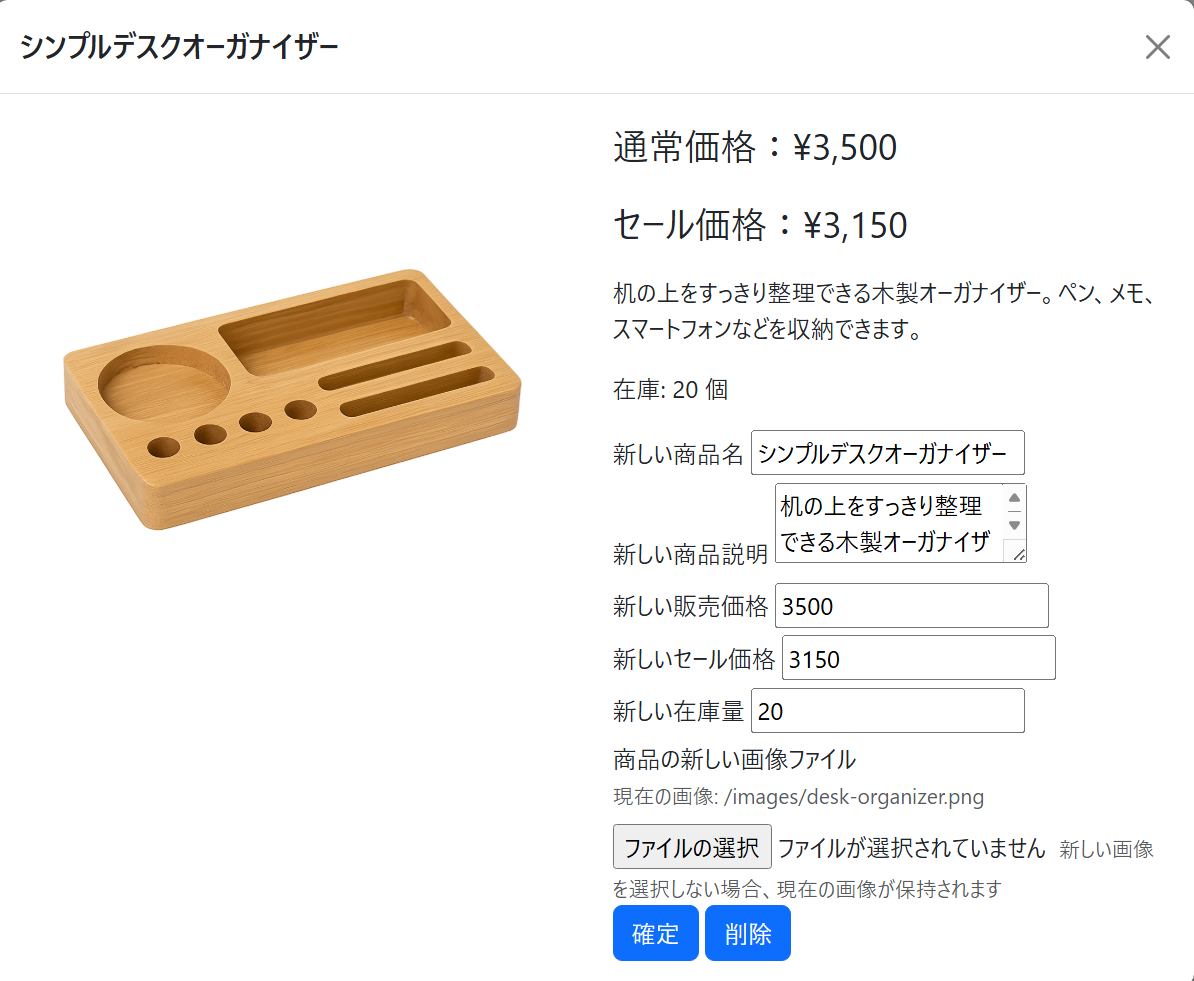 シンプルデスクオーガナイザー
通常価格：¥3,500
セール価格：¥3,150
机の上をすっきり整理できる木製オーガナイザー。ペン、メモ、
スマートフォンなどを収納できます。
在庫: 20 個
新しい商品名 シンプルデスクオーガナイザー
机の上をすっきり整理
できる木製オーガナイザ
新しい商品説明
新しい販売価格 3500
新しいセール価格 3150
新しい在庫量 20
商品の新しい画像ファイル
現在の画像: /images/desk-organizer.png
ファイルの選択 ファイルが選択されていません 新しい画像
を選択しない場合、現在の画像が保持されます
確定 削除